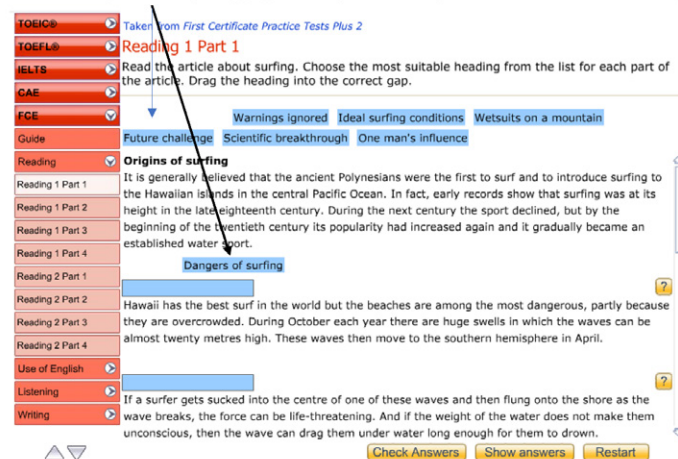 TOEIC®
TOEFL®
IELTS
CAE
FCE
Guide
Reading
Reading 1 Part 1
Reading 1 Part 2
Reading 1 Part 3
Reading 1 Part 4
Reading 2 Part 1
Reading 2 Part 2
Reading 2 Part 3
Reading 2 Part 4
Use of English
Listening
Writing
Taken from First Certificate Practice Tests Plus 2
Reading 1 Part 1
Read the article about surfing. Choose the most suitable heading from the list for each part of
the article. Drag the heading into the correct gap.
Warnings ignored Ideal surfing conditions Wetsuits on a mountain
Future challenge Scientific breakthrough One man's influence
Origins of surfing
It is generally believed that the ancient Polynesians were the first to surf and to introduce surfing to
the Hawaiian islands in the central Pacific Ocean. In fact, early records show that surfing was at its
height in the late eighteenth century. During the next century the sport declined, but by the
beginning of the twentieth century its popularity had increased again and it gradually became an
established water sport.
Dangers of surfing
?
Hawaii has the best surf in the world but the beaches are among the most dangerous, partly because
they are overcrowded. During October each year there are huge swells in which the waves can be
almost twenty metres high. These waves then move to the southern hemisphere in April.
?
If a surfer gets sucked into the centre of one of these waves and then flung onto the shore as the
wave breaks, the force can be life-threatening. And if the weight of the water does not make them
unconscious, then the wave can drag them under water long enough for them to drown.
Check Answers Show answers Restart